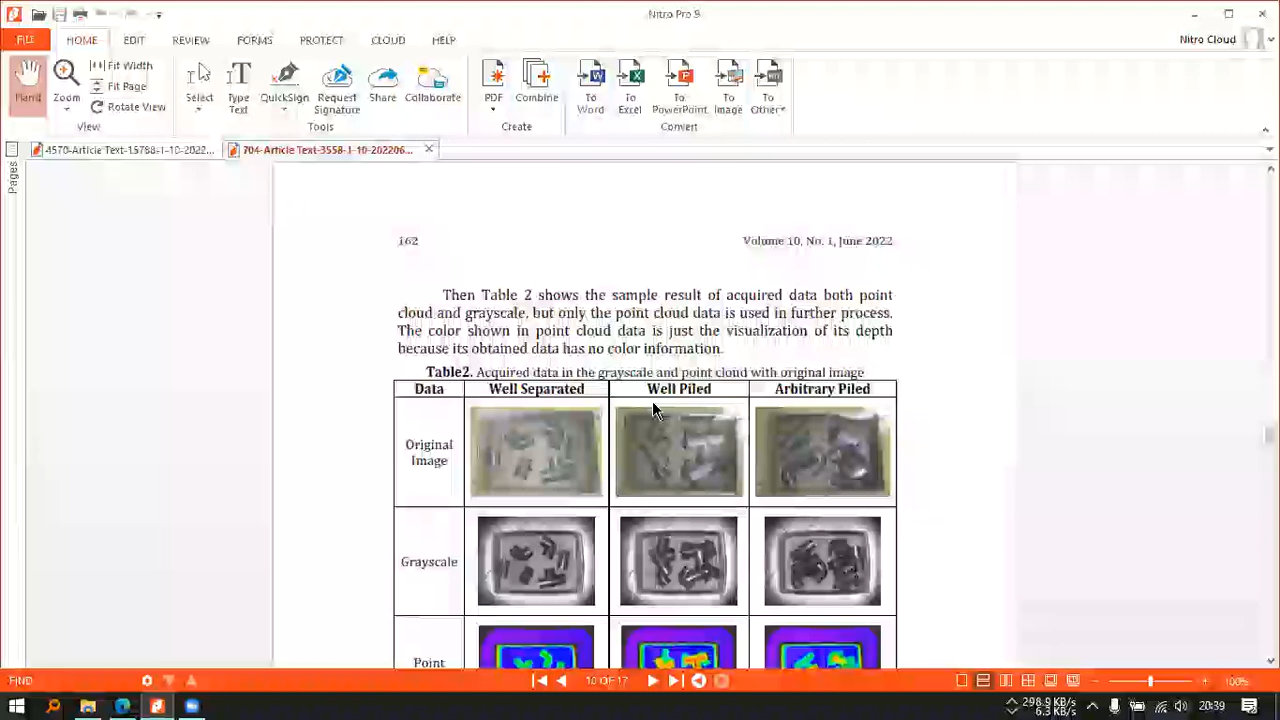 Nitro Pro 9
FILE HOME EDIT REVIEW FORMS PROTECT CLOUD HELP
Nitro Cloud
Hand
Zoom
Fit Width
Fit Page
Rotate View
View
Select
Type Text
QuickSign
Request Signature
Share
Collaborate
Tools
PDF
Combine
Create
To Word
To Excel
To PowerPoint
To Image
To Other
Convert
4570-Article Text-15788-1-10-2022...
704-Article Text-3558-1-10-202206...
Pages
162
Volume 10, No. 1, June 2022
Then Table 2 shows the sample result of acquired data both point
cloud and grayscale, but only the point cloud data is used in further process.
The color shown in point cloud data is just the visualization of its depth
because its obtained data has no color information.
Table2. Acquired data in the grayscale and point cloud with original image
Data Well Separated Well Piled Arbitrary Piled
Original
Image
Grayscale
Point
FIND
10 OF 17
100%
298.9 KB/s
6.3 KB/s
20:39